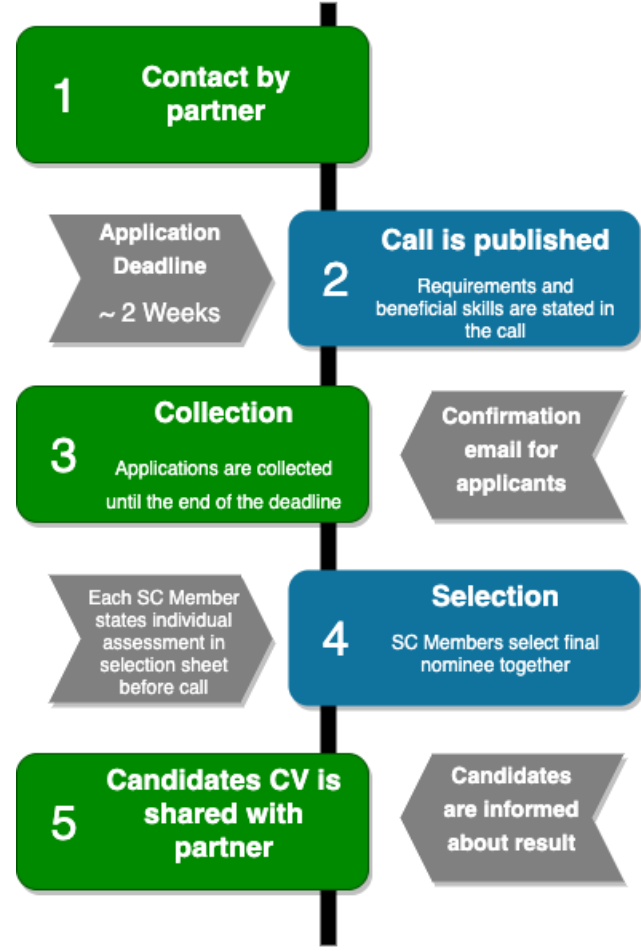 1
Contact by
partner
Application
Deadline
~ 2 Weeks
2
Call is published
Requirements and
beneficial skills are stated in
the call
3
Collection
Applications are collected
until the end of the deadline
Confirmation
email for
applicants
Each SC Member
states individual
assessment in
selection sheet
before call
4
Selection
SC Members select final
nominee together
5
Candidates CV is
shared with
partner
Candidates
are informed
about result